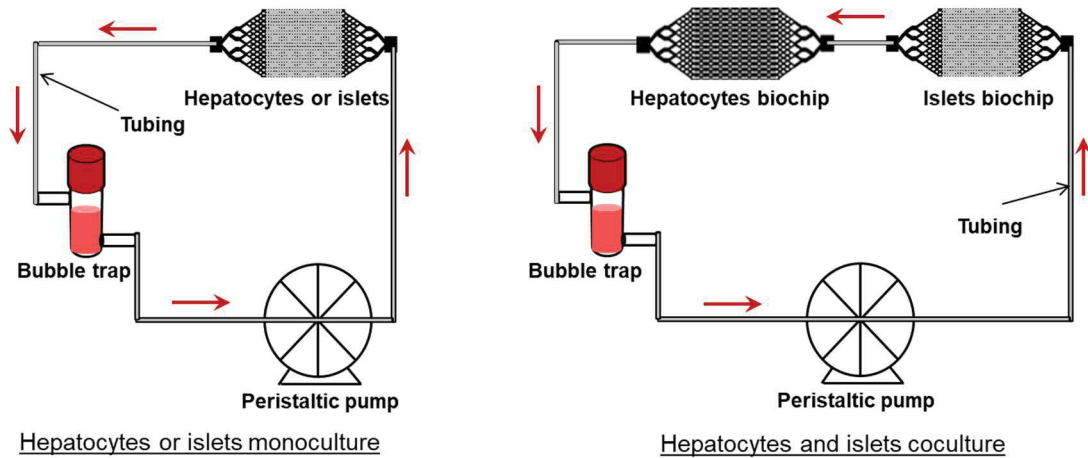 Hepatocytes or islets
Tubing
Bubble trap
Peristaltic pump
Hepatocytes or islets monoculture
Hepatocytes biochip
Islets biochip
Tubing
Bubble trap
Peristaltic pump
Hepatocytes and islets coculture